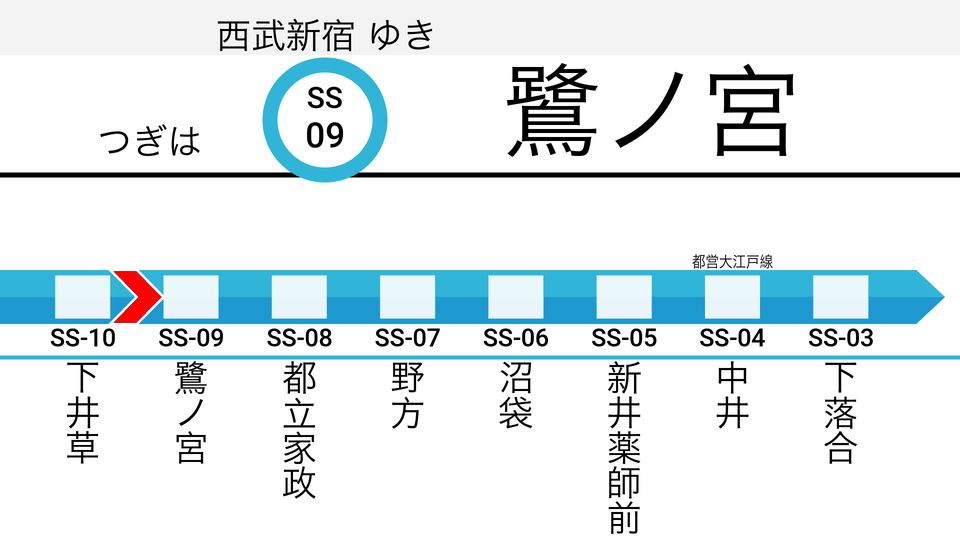 西武新宿 ゆき
つぎは
SS
09
鷺ノ宮
都営大江戸線
SS-10
SS-09
SS-08
SS-07
SS-06
SS-05
SS-04
SS-03
下井草
鷺ノ宮
都立家政
野方
沼袋
新井薬師前
中井
下落合